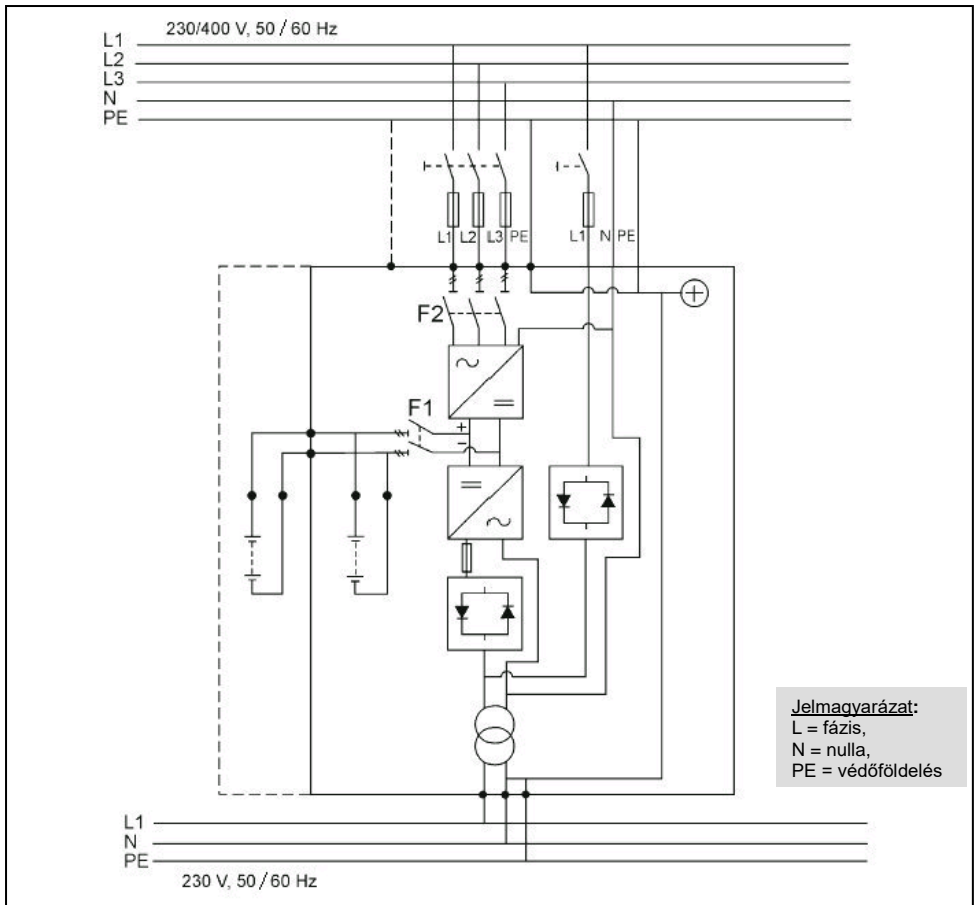 230/400 V, 50 / 60 Hz
L1
L2
L3
N
PE
L1 L2 L3 PE L1 N PE
F2
F1
+
−
Jelmagyarázat:
L = fázis,
N = nulla,
PE = védőföldelés
L1
N
PE
230 V, 50 / 60 Hz